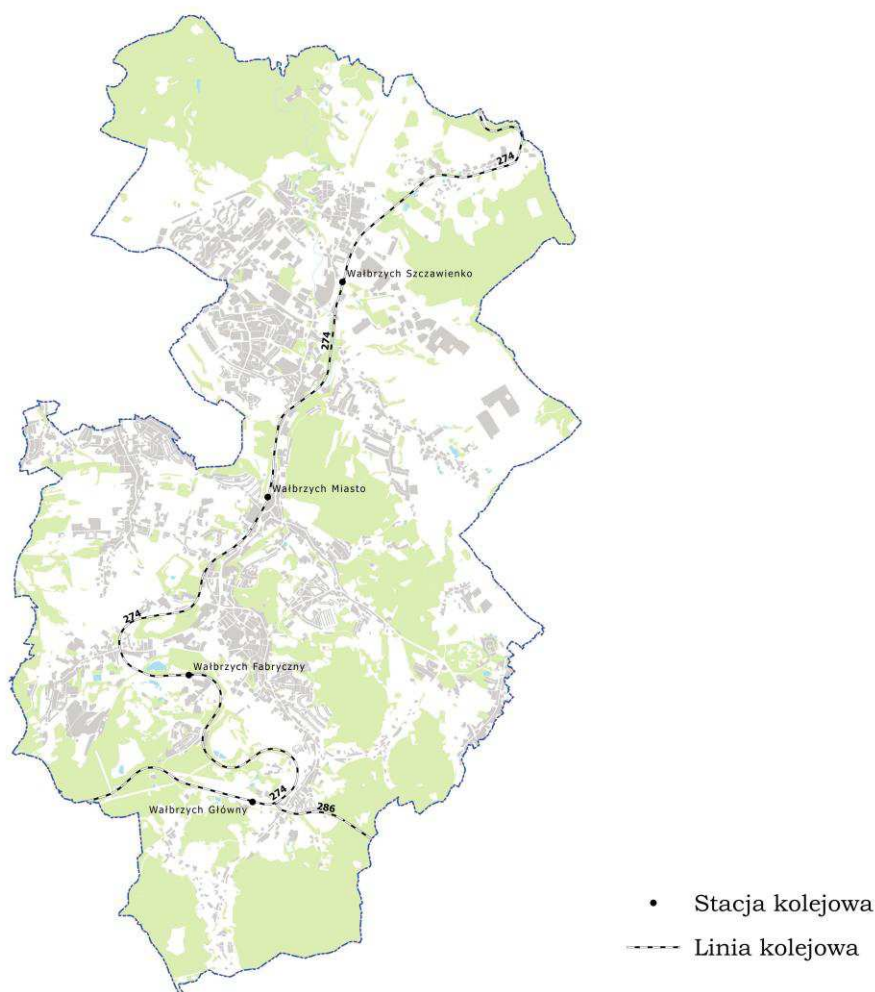 274
Wałbrzych Szczawienko
274
Wałbrzych Miasto
274
Wałbrzych Fabryczny
274
Wałbrzych Główny
286
Stacja kolejowa
Linia kolejowa